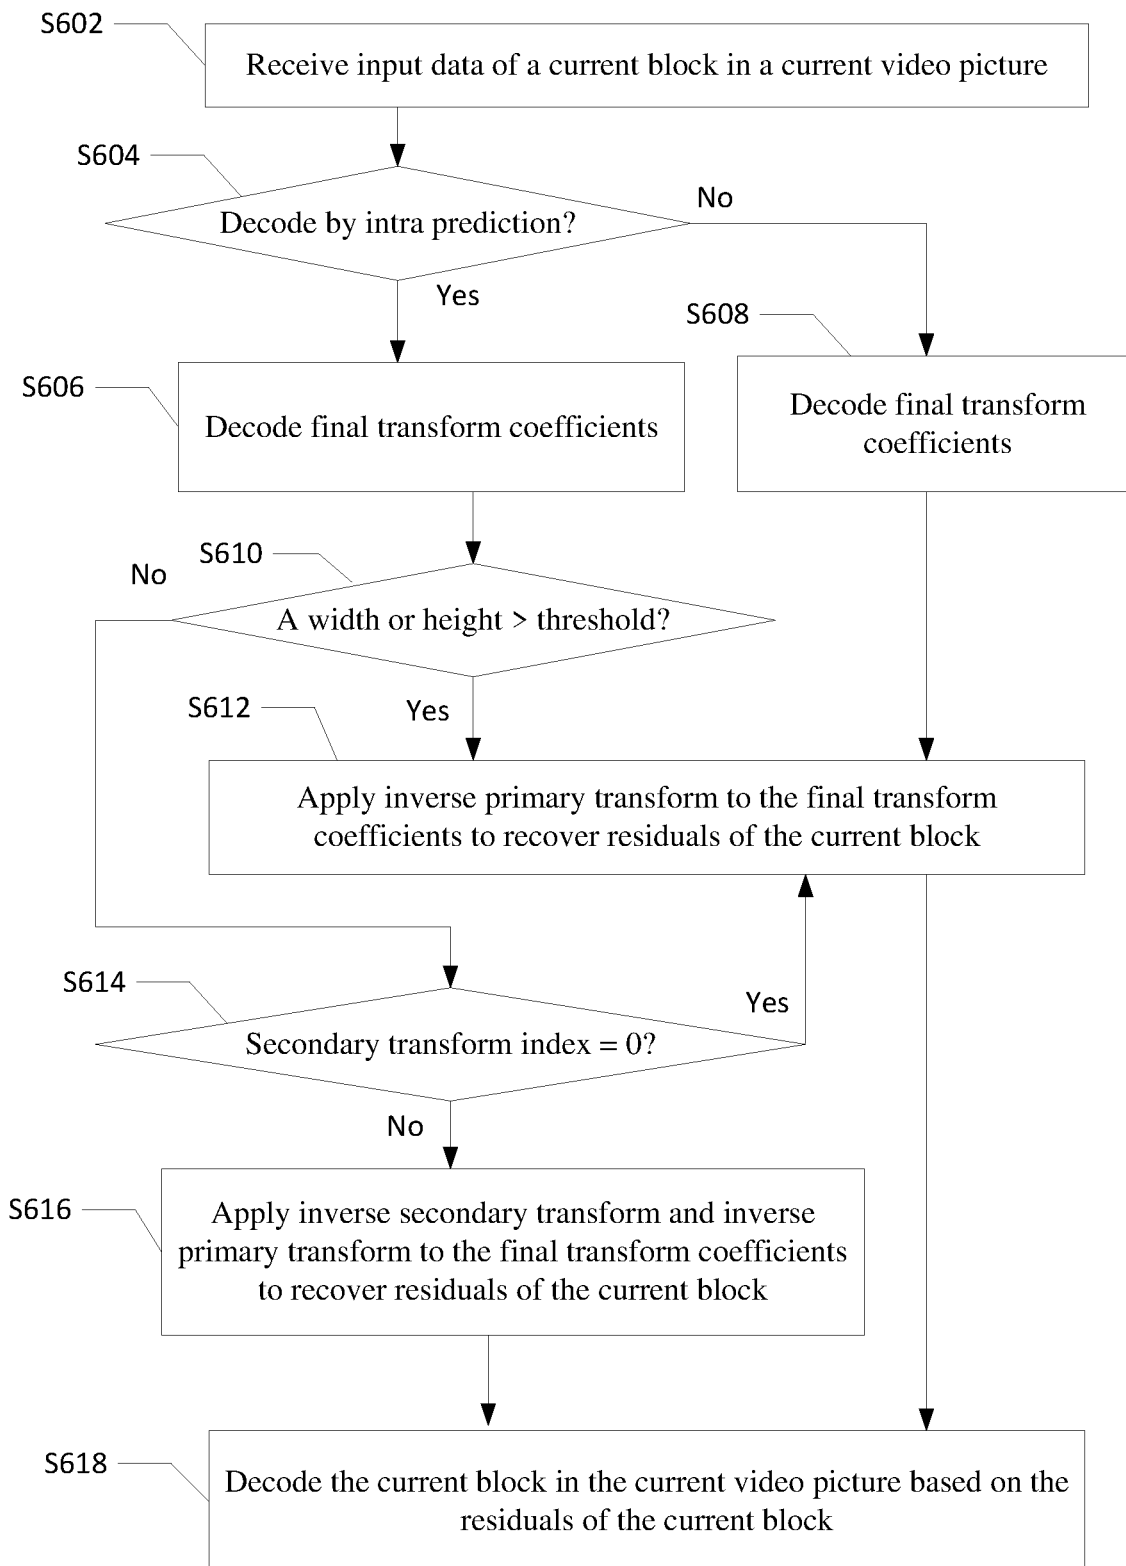 S602
Receive input data of a current block in a current video picture
S604
Decode by intra prediction?
No
Yes
S608
S606
Decode final transform coefficients
Decode final transform
coefficients
S610
No
A width or height > threshold?
S612
Yes
Apply inverse primary transform to the final transform
coefficients to recover residuals of the current block
S614
Yes
Secondary transform index = 0?
No
S616
Apply inverse secondary transform and inverse
primary transform to the final transform coefficients
to recover residuals of the current block
S618
Decode the current block in the current video picture based on the
residuals of the current block